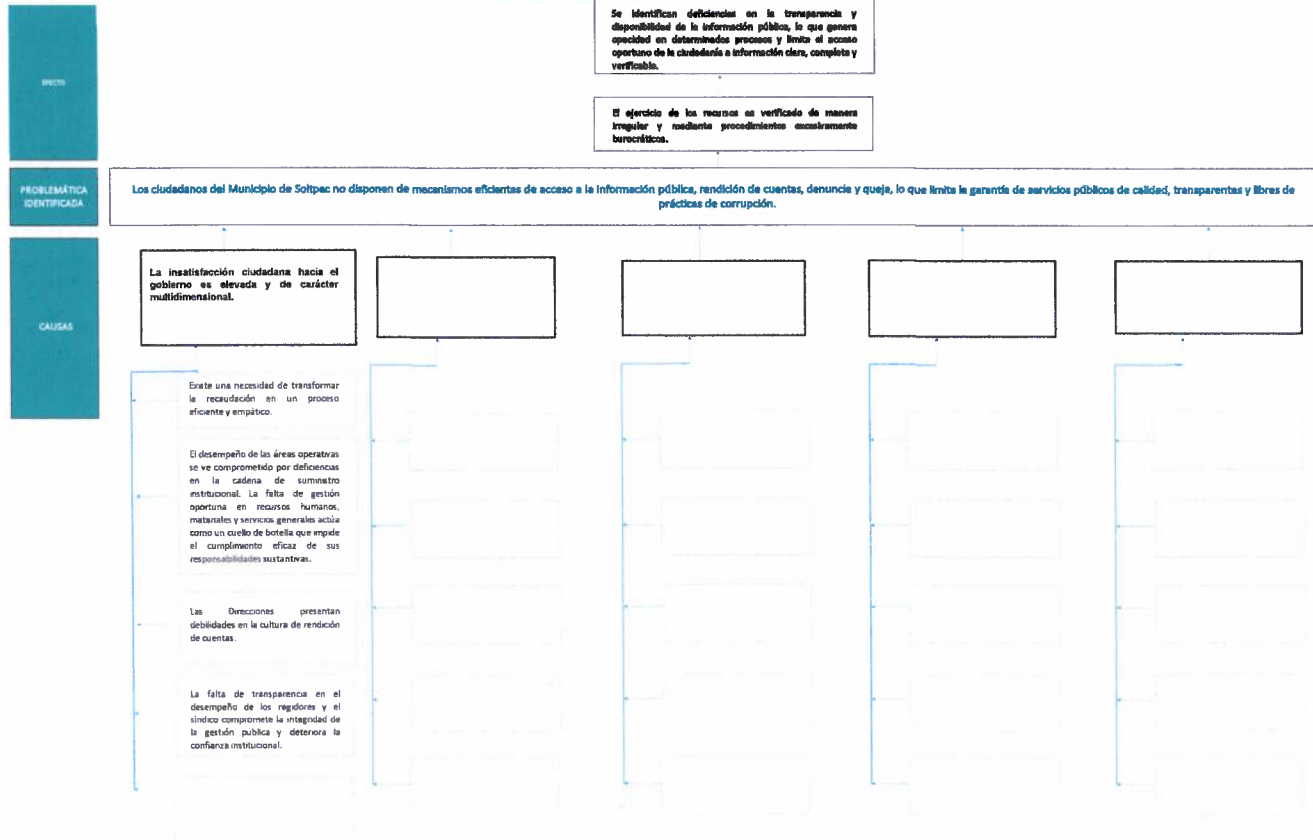 Se identifican deficiencias en la transparencia y
disponibilidad de la información pública, lo que genera
opacidad en determinados procesos y limita el acceso
oportuno de la ciudadanía a información clara, completa y
verificable.
EFECTO
El ejercicio de los recursos es verificado de manera
irregular y mediante procedimientos excesivamente
burocráticos.
PROBLEMÁTICA
IDENTIFICADA
Los ciudadanos del Municipio de Soltpec no disponen de mecanismos eficientes de acceso a la información pública, rendición de cuentas, denuncia y queja, lo que limita la garantía de servicios públicos de calidad, transparentes y libres de
prácticas de corrupción.
CAUSAS
La insatisfacción ciudadana hacia el
gobierno es elevada y de carácter
multidimensional.
Existe una necesidad de transformar
la recaudación en un proceso
eficiente y empático.
El desempeño de las áreas operativas
se ve comprometido por deficiencias
en la cadena de suministro
institucional. La falta de gestión
oportuna en recursos humanos,
materiales y servicios generales actúa
como un cuello de botella que impide
el cumplimiento eficaz de sus
responsabilidades sustantivas.
Las Direcciones presentan
debilidades en la cultura de rendición
de cuentas.
La falta de transparencia en el
desempeño de los regidores y el
síndico compromete la integridad de
la gestión pública y deteriora la
confianza institucional.